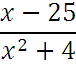 x − 25
x² + 4